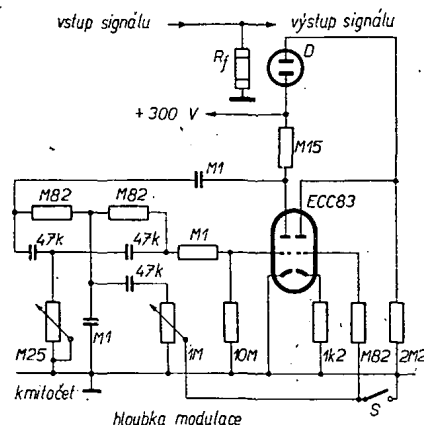 vstup signálu
výstup signálu
D
Rf
+300 V
M15
M1
ECC83
M82
M82
47k
47k
M1
47k
M25
M1
1M
10M
1k2
M82
2M2
kmitočet
S
hloubka modulace